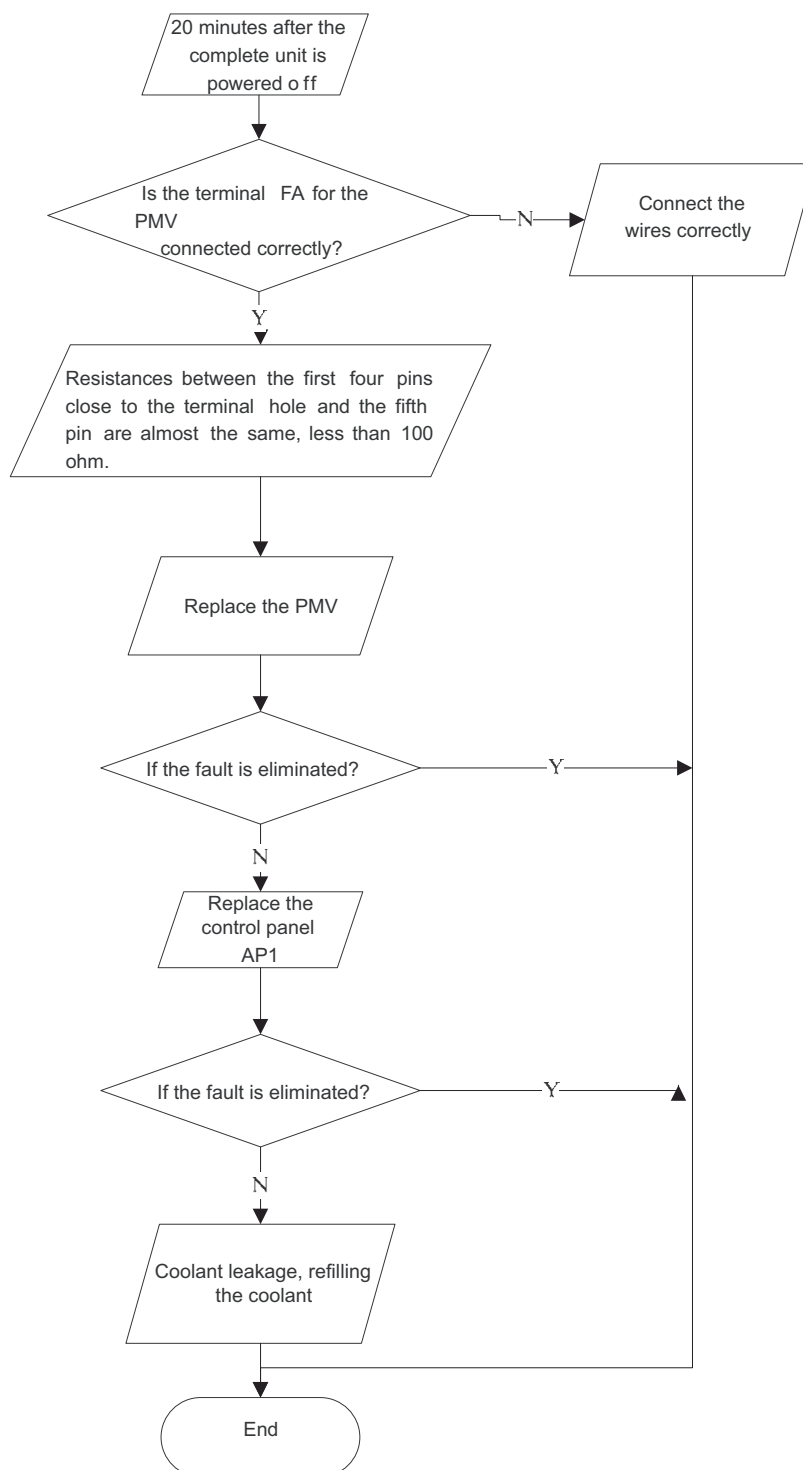 20 minutes after the
complete unit is
powered o ff
Is the terminal FA for the
PMV
connected correctly?
N
Connect the
wires correctly
Y
Resistances between the first four pins
close to the terminal hole and the fifth
pin are almost the same, less than 100
ohm.
Replace the PMV
If the fault is eliminated?
Y
N
Replace the
control panel
AP1
If the fault is eliminated?
Y
N
Coolant leakage, refilling
the coolant
End